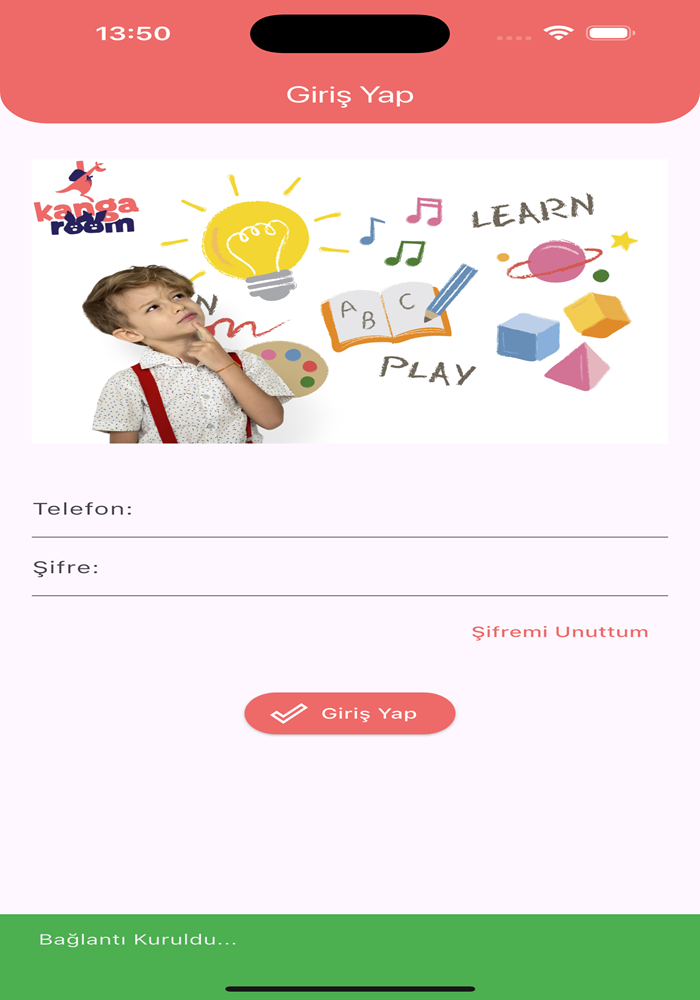 13:50
Giriş Yap
kanga
room
LEARN
N
A B C
PLAY
Telefon:
Şifre:
Şifremi Unuttum
Giriş Yap
Bağlantı Kuruldu...